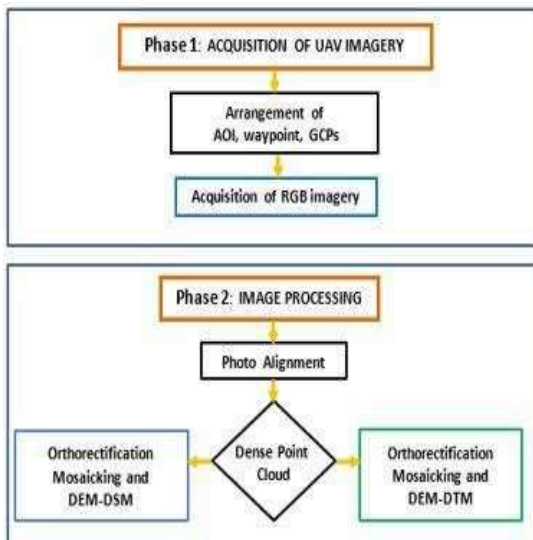 Phase 1: ACQUISITION OF UAV IMAGERY
Arrangement of
AOI, waypoint, GCPs
Acquisition of RGB imagery
Phase 2: IMAGE PROCESSING
Photo Alignment
Dense Point
Cloud
Orthorectification
Mosaicking and
DEM-DSM
Orthorectification
Mosaicking and
DEM-DTM